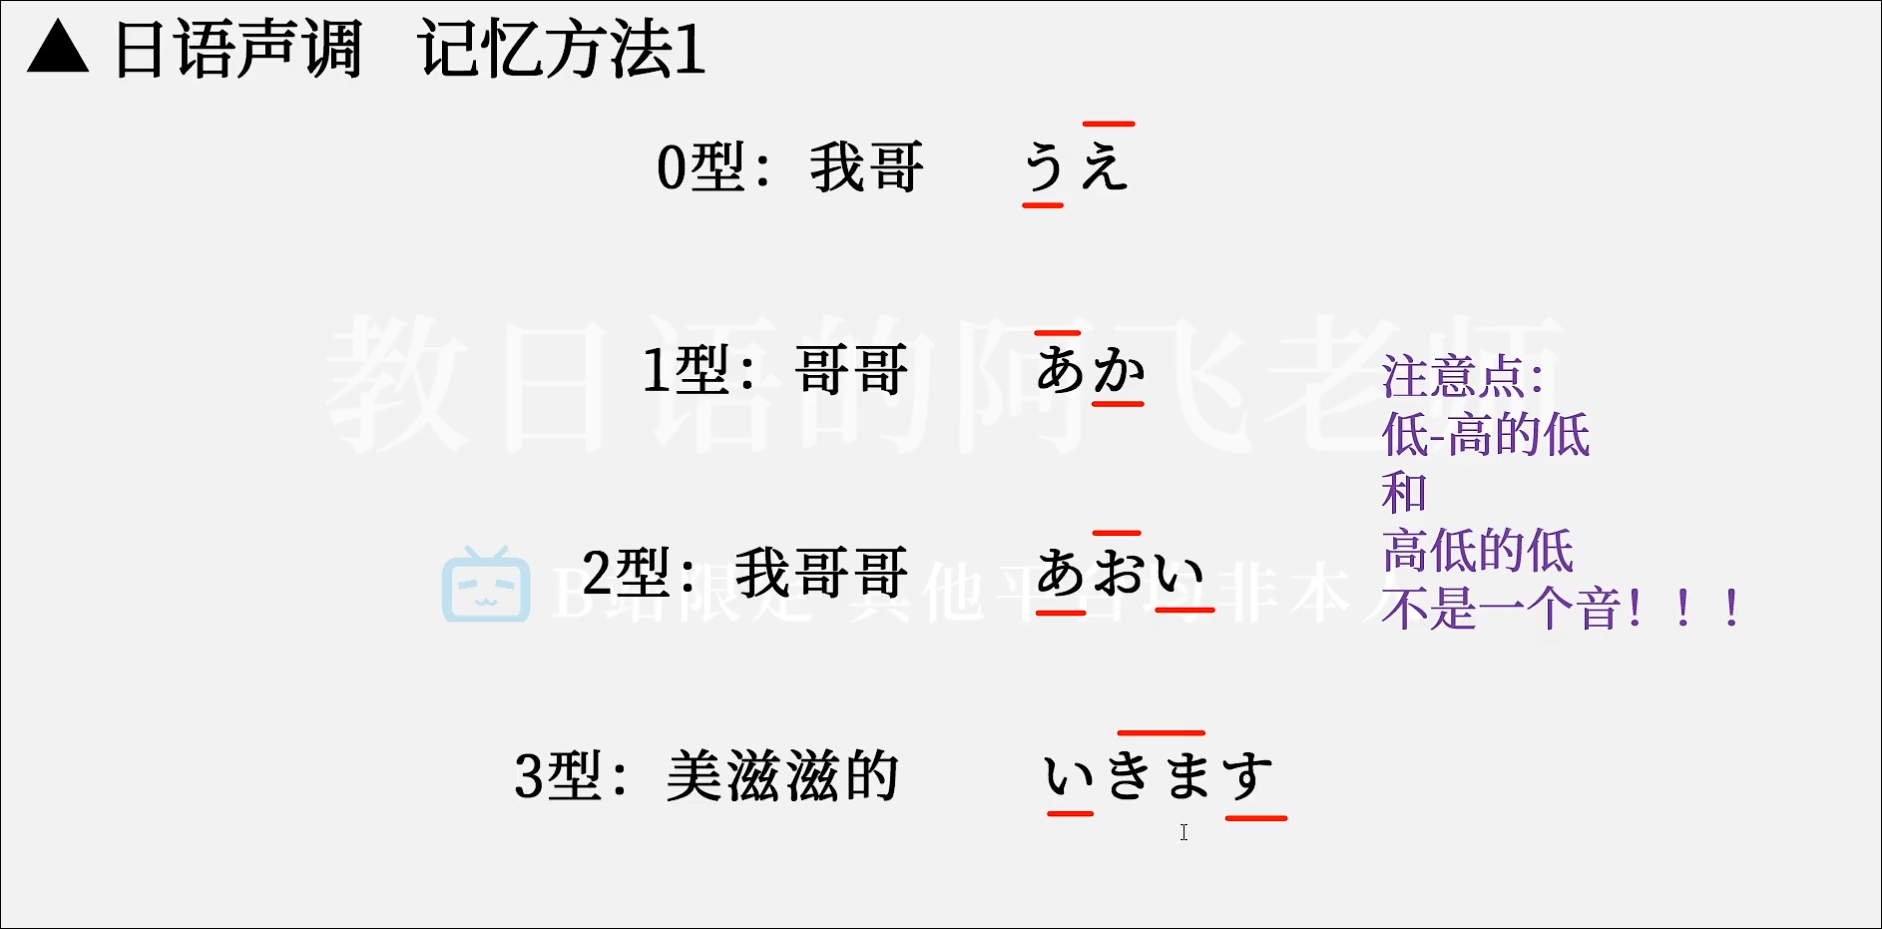 ▲ 日语声调 记忆方法1
0型：我哥 うえ
1型：哥哥 あか
2型：我哥哥 あおい
3型：美滋滋的 いきます
注意点：
低-高的低
和
高低的低
不是一个音！！！
教日语的阿飞老师
B站限定 其他平台均非本人